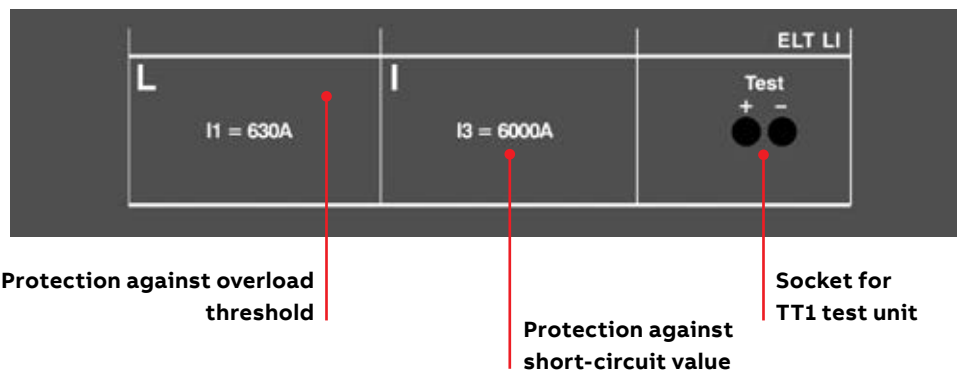 ELT LI
L
I
Test
+ −
I1 = 630A
I3 = 6000A
Protection against overload
threshold
Socket for
TT1 test unit
Protection against
short-circuit value